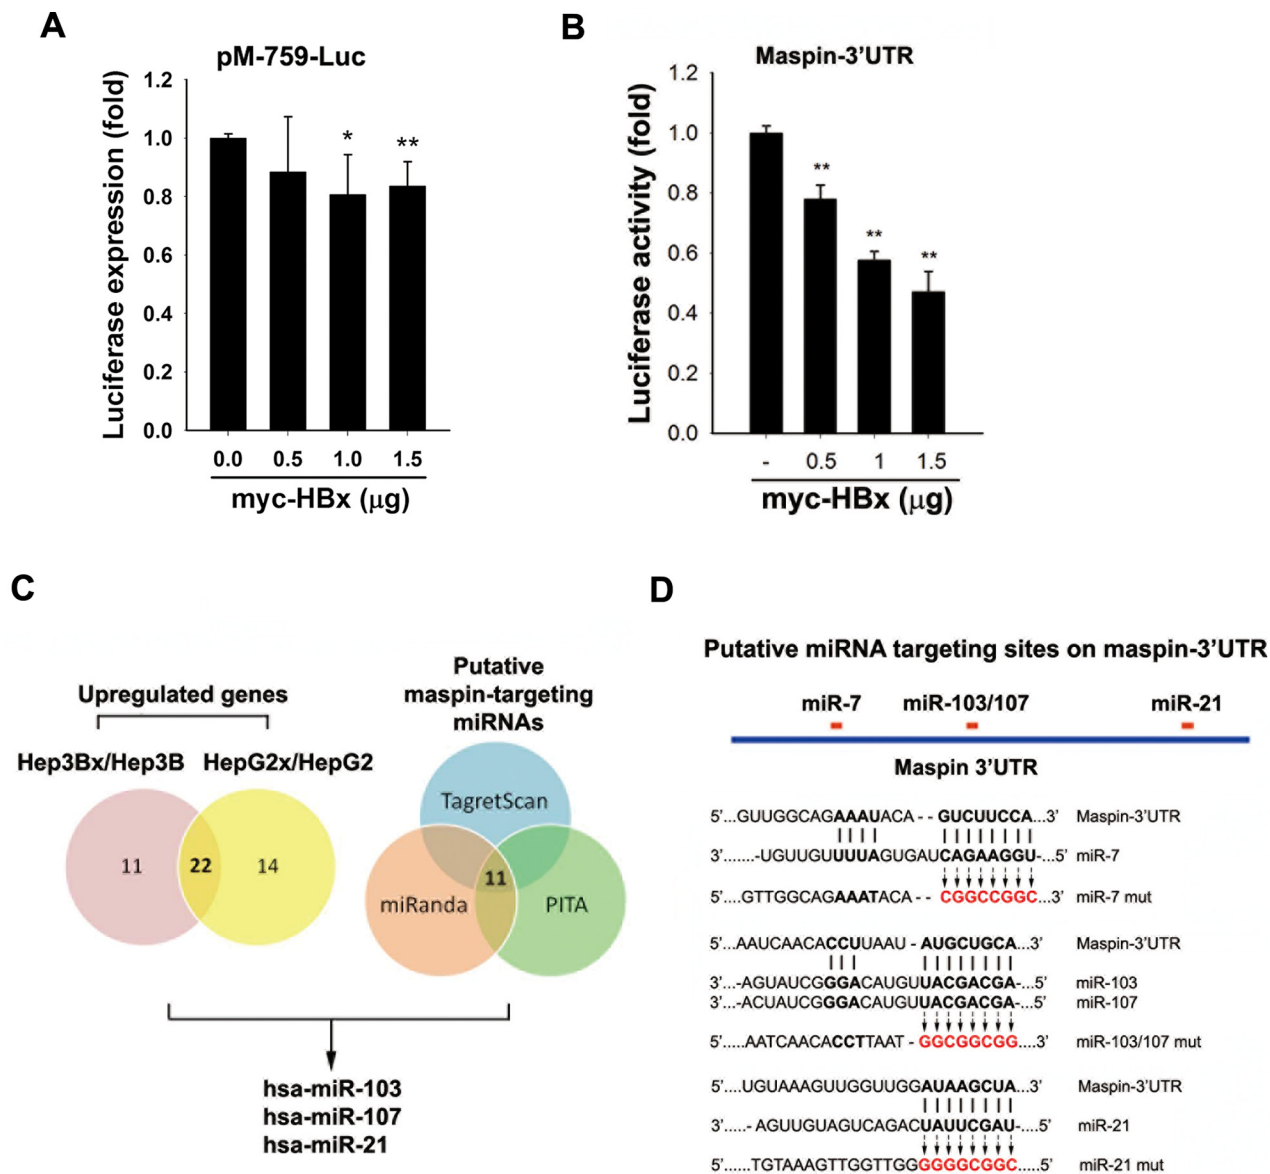 A
pM-759-Luc
Luciferase expression (fold)
1.2
1.0
0.8
0.6
0.4
0.2
0.0
*
**
0.0 0.5 1.0 1.5
myc-HBx (μg)
B
Maspin-3'UTR
Luciferase activity (fold)
1.2
1.0
0.8
0.6
0.4
0.2
0.0
**
**
**
- 0.5 1 1.5
myc-HBx (μg)
C
Upregulated genes
Hep3Bx/Hep3B HepG2x/HepG2
11 22 14
Putative
maspin-targeting
miRNAs
TagretScan
11
miRanda PITA
hsa-miR-103
hsa-miR-107
hsa-miR-21
D
Putative miRNA targeting sites on maspin-3'UTR
miR-7 miR-103/107 miR-21
Maspin 3'UTR
5'...GUUGGCAGAAAUACA--GUCUUCCA...3' Maspin-3'UTR
3'.......-UGUUGUUUUAGUGAUCAGAAGGU-...5' miR-7
5'....GTTGGCAGAAATACA-- CGGCCGGC...3' miR-7 mut
5'...AAUCAACACCUUAAU-AUGCUGCA...3' Maspin-3'UTR
3'...-AGUAUCGGGACAUGUUACGACGA-...5' miR-103
3'...-ACUAUCGGGACAUGUUACGACGA-...5' miR-107
5'.....AATCAACACCTTAAT-GGCGGCGG....3' miR-103/107 mut
5'....UGUAAAGUUGGUUGGAUAAGCUA...3' Maspin-3'UTR
3'.....-AGUUGUAGUCAGACUAUUCGAU-....5' miR-21
5'......TGTAAAGTTGGTTGGGGGGCGGC.....5' miR-21 mut